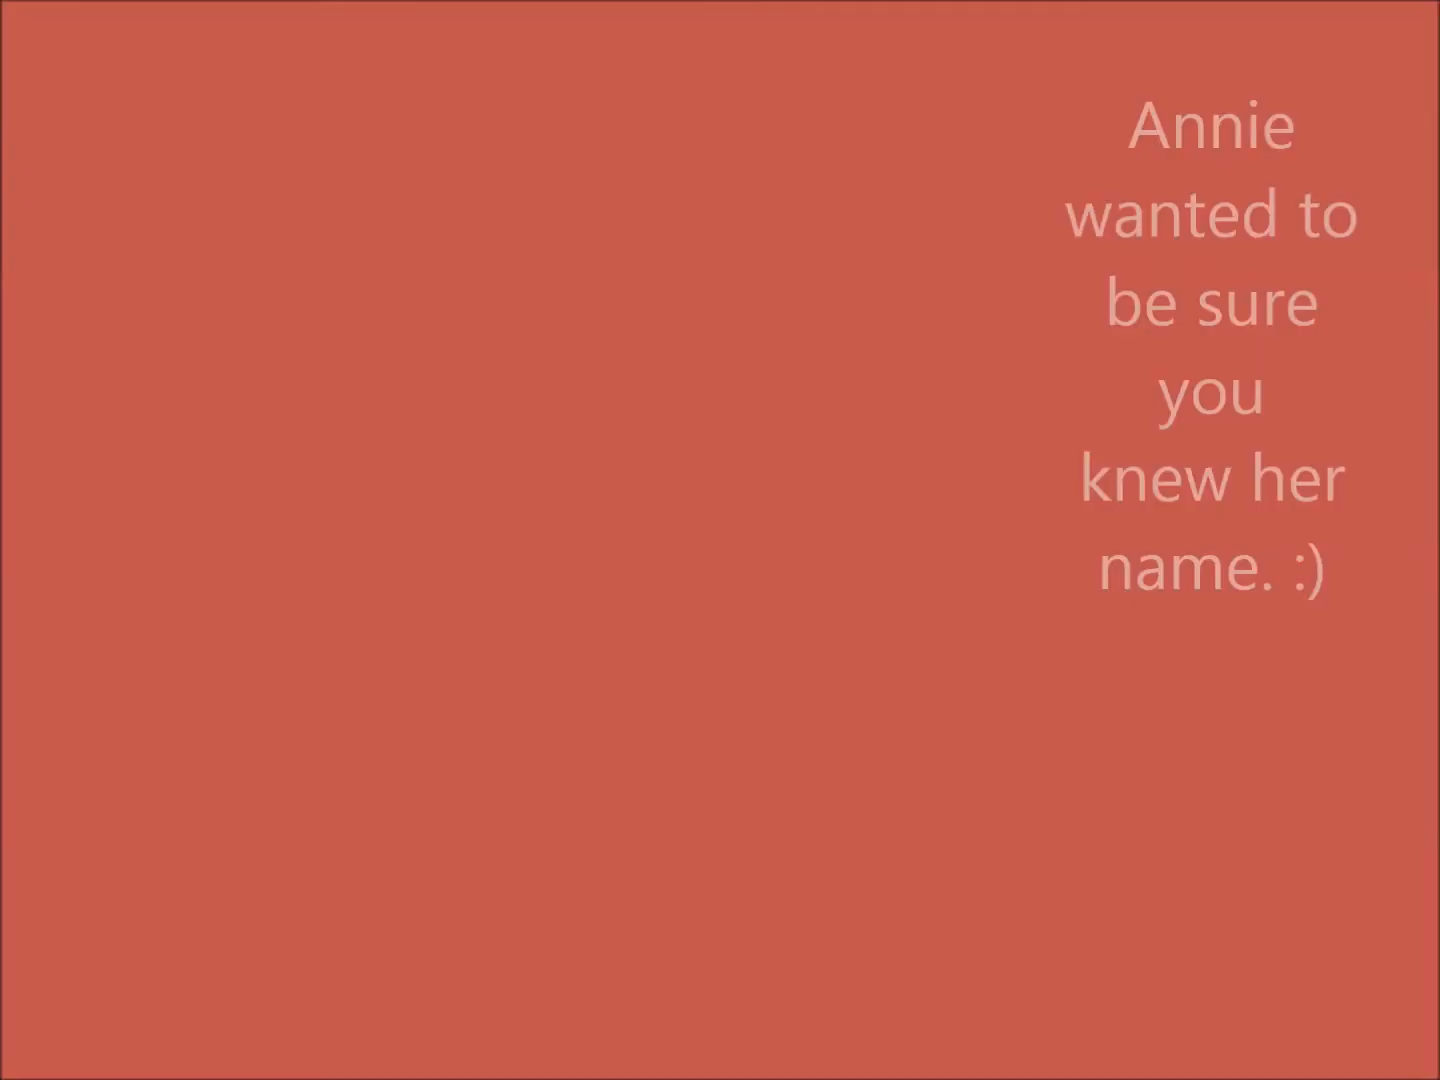 Annie
wanted to
be sure
you
knew her
name. :)